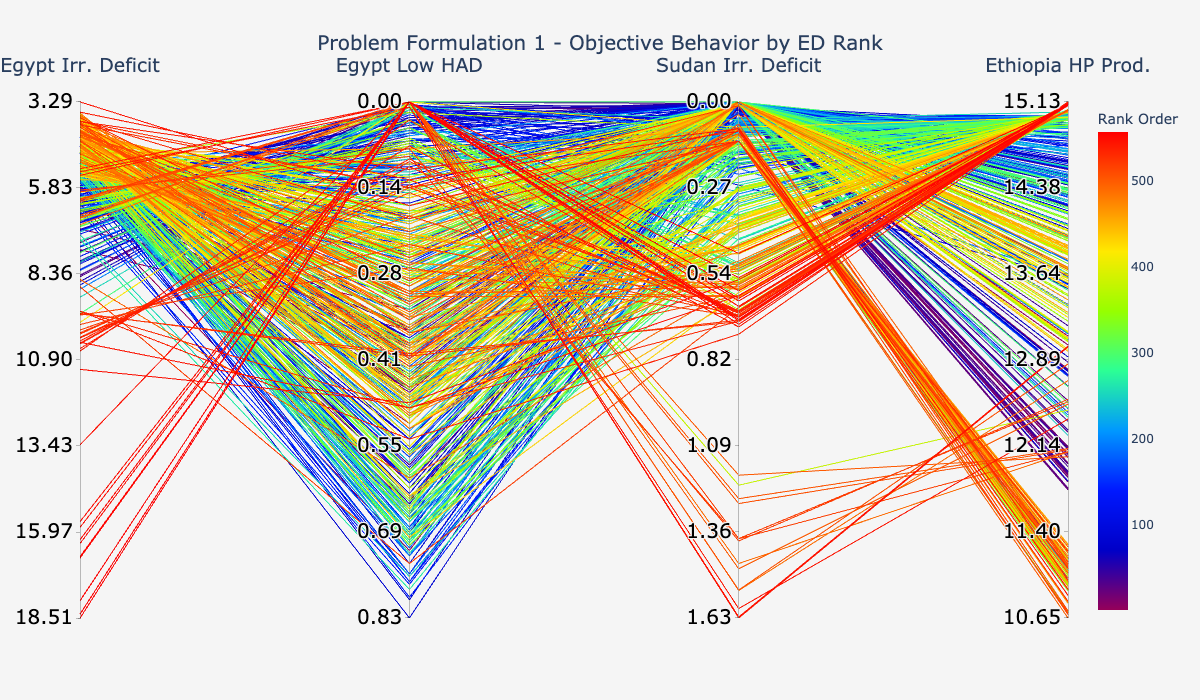 Problem Formulation 1 - Objective Behavior by ED Rank
Egypt Irr. Deficit Egypt Low HAD Sudan Irr. Deficit Ethiopia HP Prod.
3.29 0.00 0.00 15.13
Rank Order
5.83 0.14 0.27 14.38 500
8.36 0.28 0.54 13.64 400
10.90 0.41 0.82 12.89 300
13.43 0.55 1.09 12.14 200
15.97 0.69 1.36 11.40 100
18.51 0.83 1.63 10.65